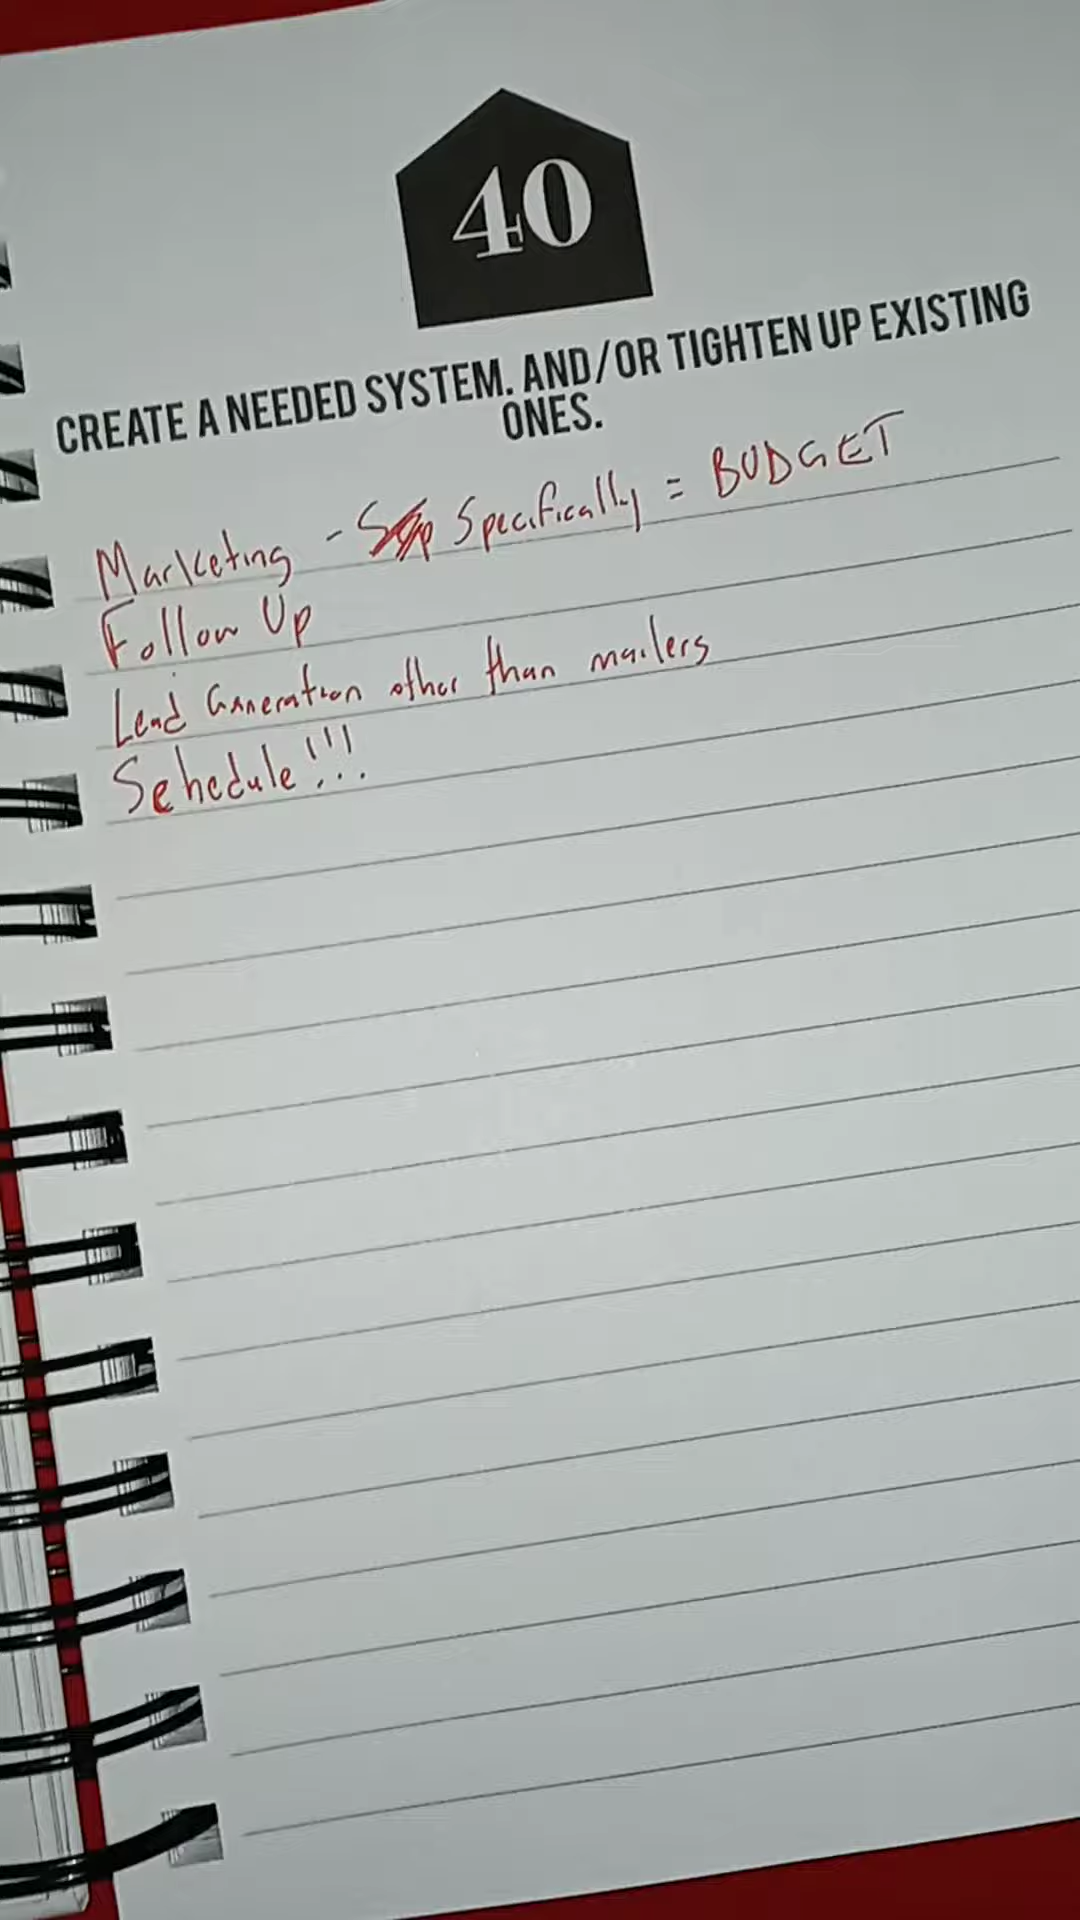 40
CREATE A NEEDED SYSTEM. AND/OR TIGHTEN UP EXISTING
ONES.
Marketing - Specifically = BUDGET
Follow Up
Lead Generation other than mailers
Schedule!!!